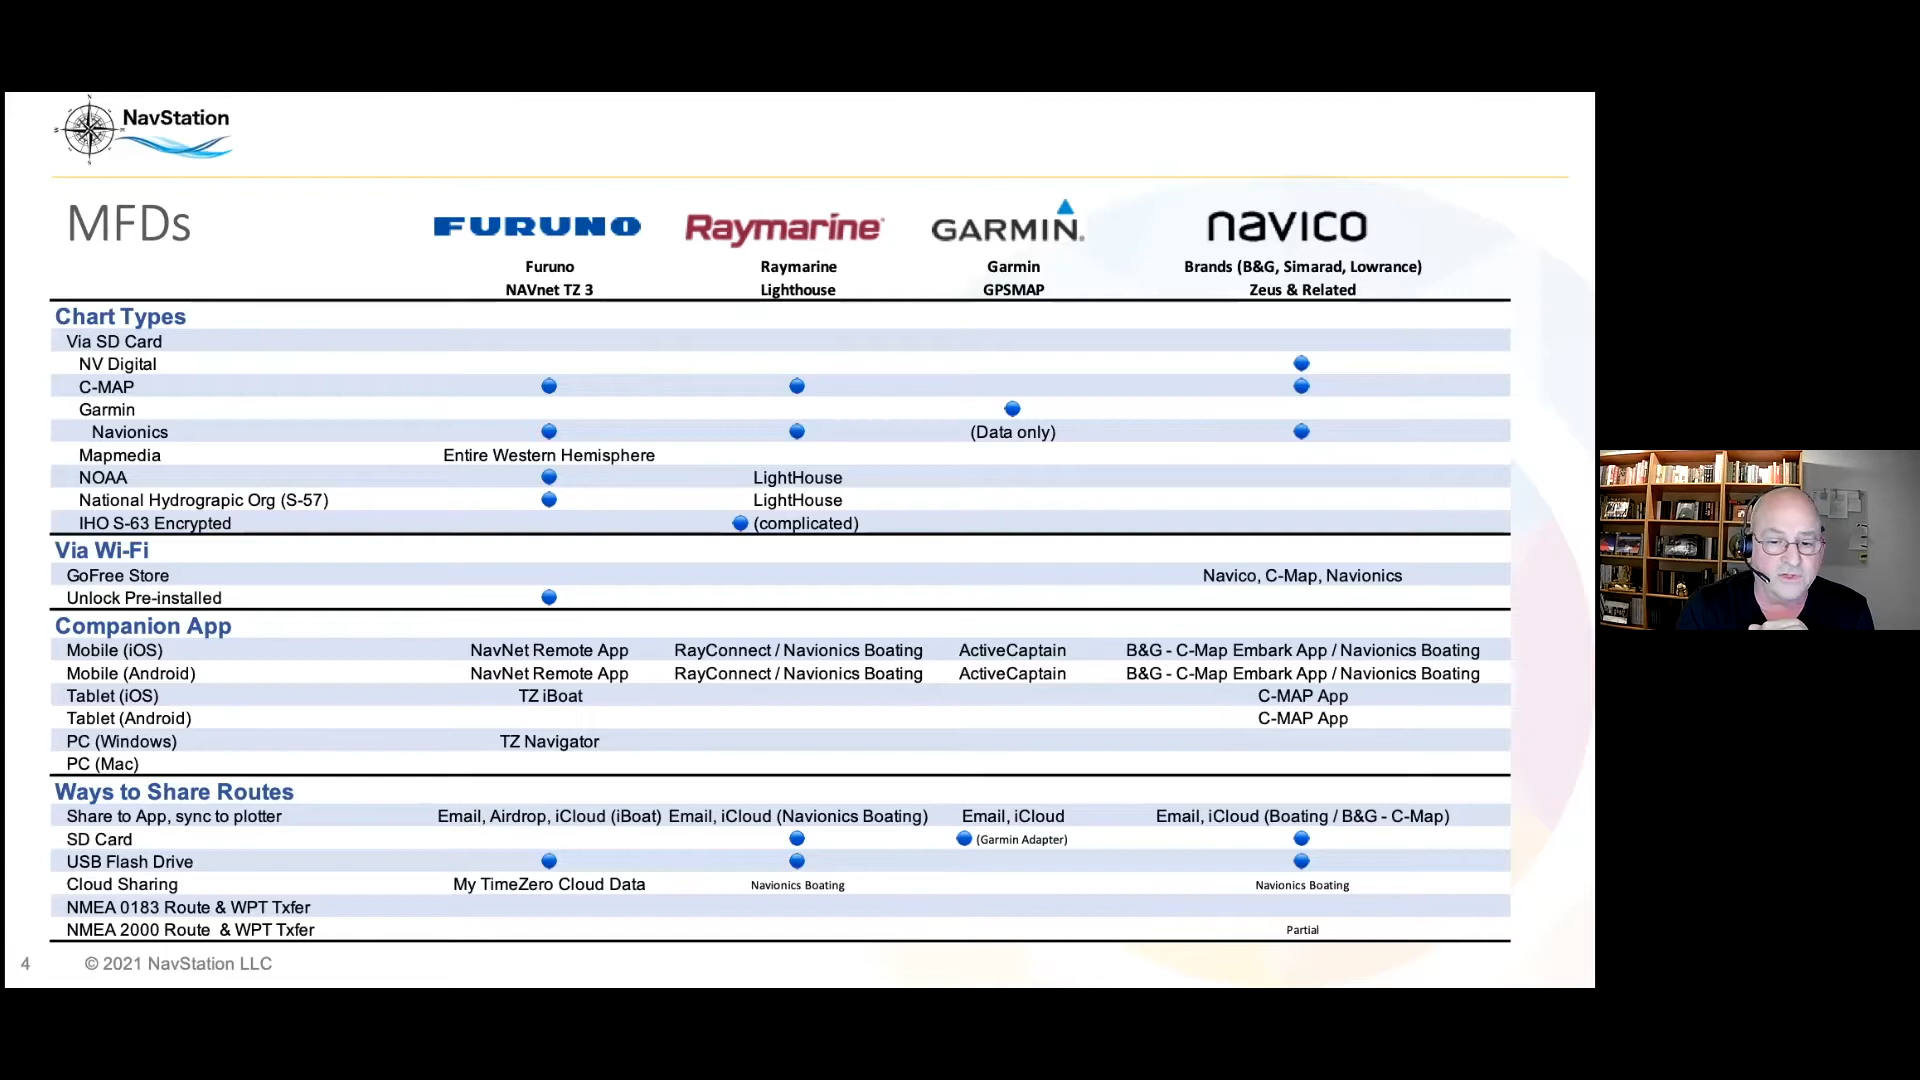 NavStation
MFDs
FURUNO Raymarine GARMIN navico
Furuno Raymarine Garmin Brands (B&G, Simarad, Lowrance)
NAVnet TZ 3 Lighthouse GPSMAP Zeus & Related
Chart Types
Via SD Card
NV Digital
C-MAP
Garmin
Navionics (Data only)
Mapmedia Entire Western Hemisphere
NOAA LightHouse
National Hydrograpic Org (S-57) LightHouse
IHO S-63 Encrypted (complicated)
Via Wi-Fi
GoFree Store Navico, C-Map, Navionics
Unlock Pre-installed
Companion App
Mobile (iOS) NavNet Remote App RayConnect / Navionics Boating ActiveCaptain B&G - C-Map Embark App / Navionics Boating
Mobile (Android) NavNet Remote App RayConnect / Navionics Boating ActiveCaptain B&G - C-Map Embark App / Navionics Boating
Tablet (iOS) TZ iBoat C-MAP App
Tablet (Android) C-MAP App
PC (Windows) TZ Navigator
PC (Mac)
Ways to Share Routes
Share to App, sync to plotter Email, Airdrop, iCloud (iBoat) Email, iCloud (Navionics Boating) Email, iCloud Email, iCloud (Boating / B&G - C-Map)
SD Card (Garmin Adapter)
USB Flash Drive
Cloud Sharing My TimeZero Cloud Data Navionics Boating Navionics Boating
NMEA 0183 Route & WPT Txfer
NMEA 2000 Route & WPT Txfer Partial
4 © 2021 NavStation LLC